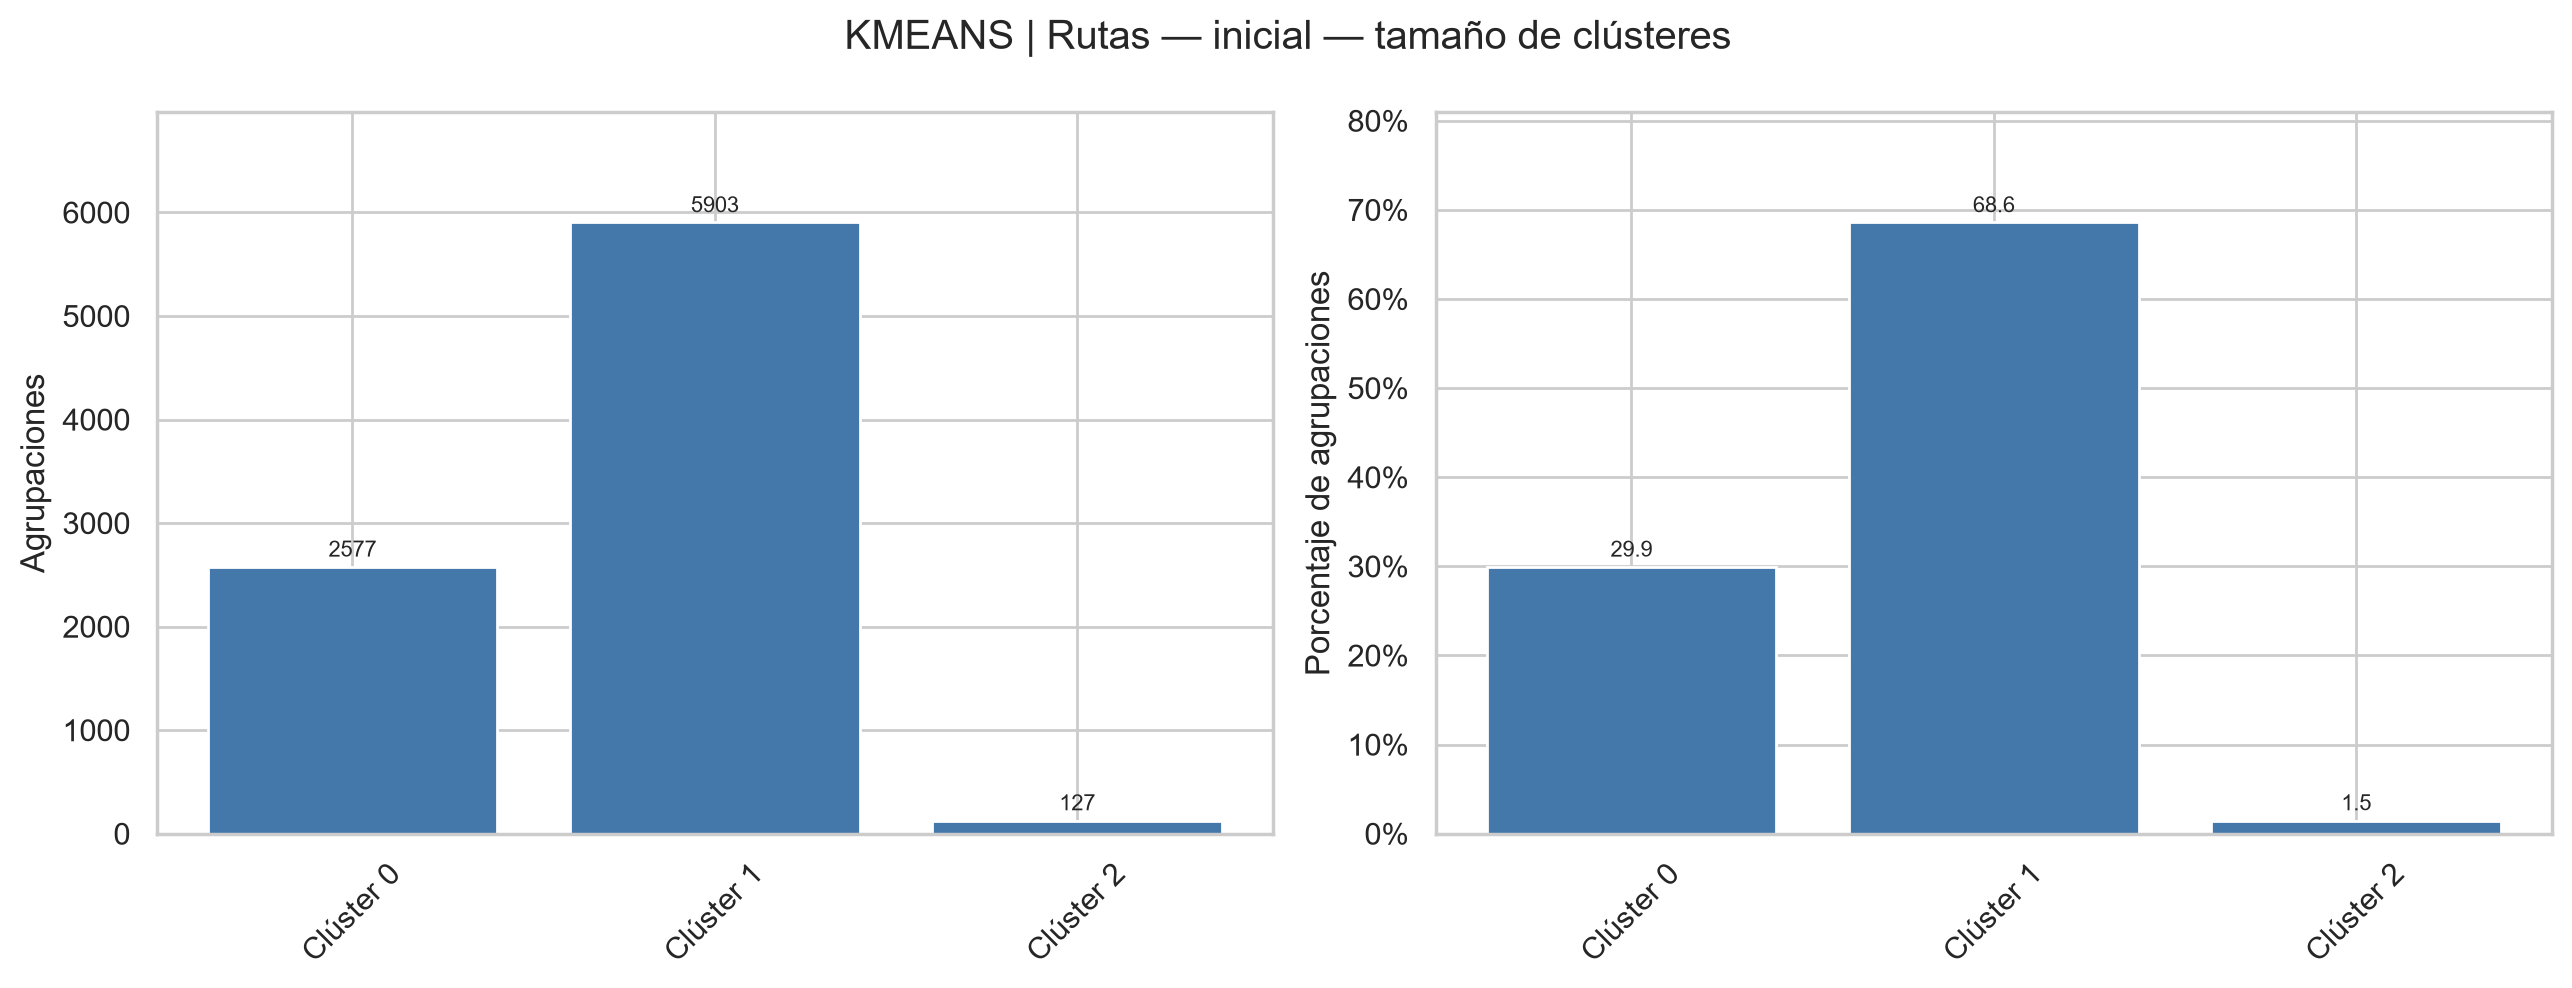 KMEANS | Rutas — inicial — tamaño de clústeres
Agrupaciones
6000
5000
4000
3000
2000
1000
0
2577
5903
127
Clúster 0
Clúster 1
Clúster 2
Porcentaje de agrupaciones
80%
70%
60%
50%
40%
30%
20%
10%
0%
29.9
68.6
1.5
Clúster 0
Clúster 1
Clúster 2